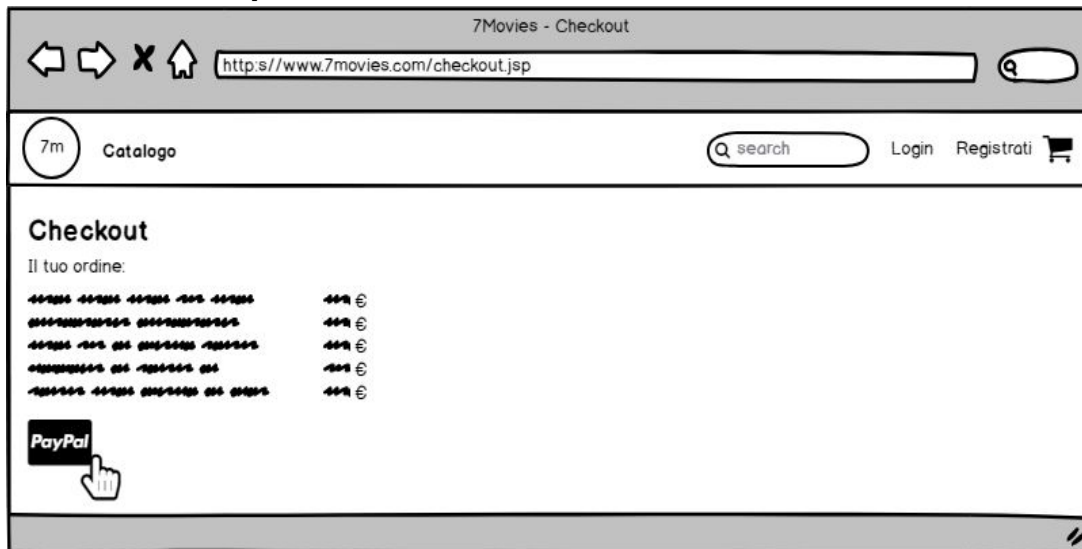 7Movies - Checkout
http:s//www.7movies.com/checkout.jsp
7m
Catalogo
search
Login
Registrati
Checkout
Il tuo ordine:
€
€
€
€
€
PayPal